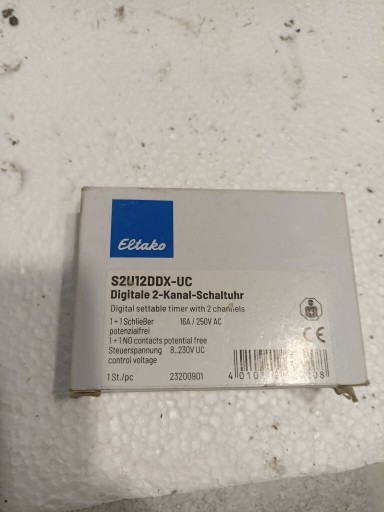 Eltako
S2U12DDX-UC
Digitale 2-Kanal-Schaltuhr
Digital settable timer with 2 channels
1+1 Schließer 16A / 250V AC
potenzialfrei
1+1 NO contacts potential free
Steuerspannung 8..230V UC
control voltage
1 St./pc 23200901